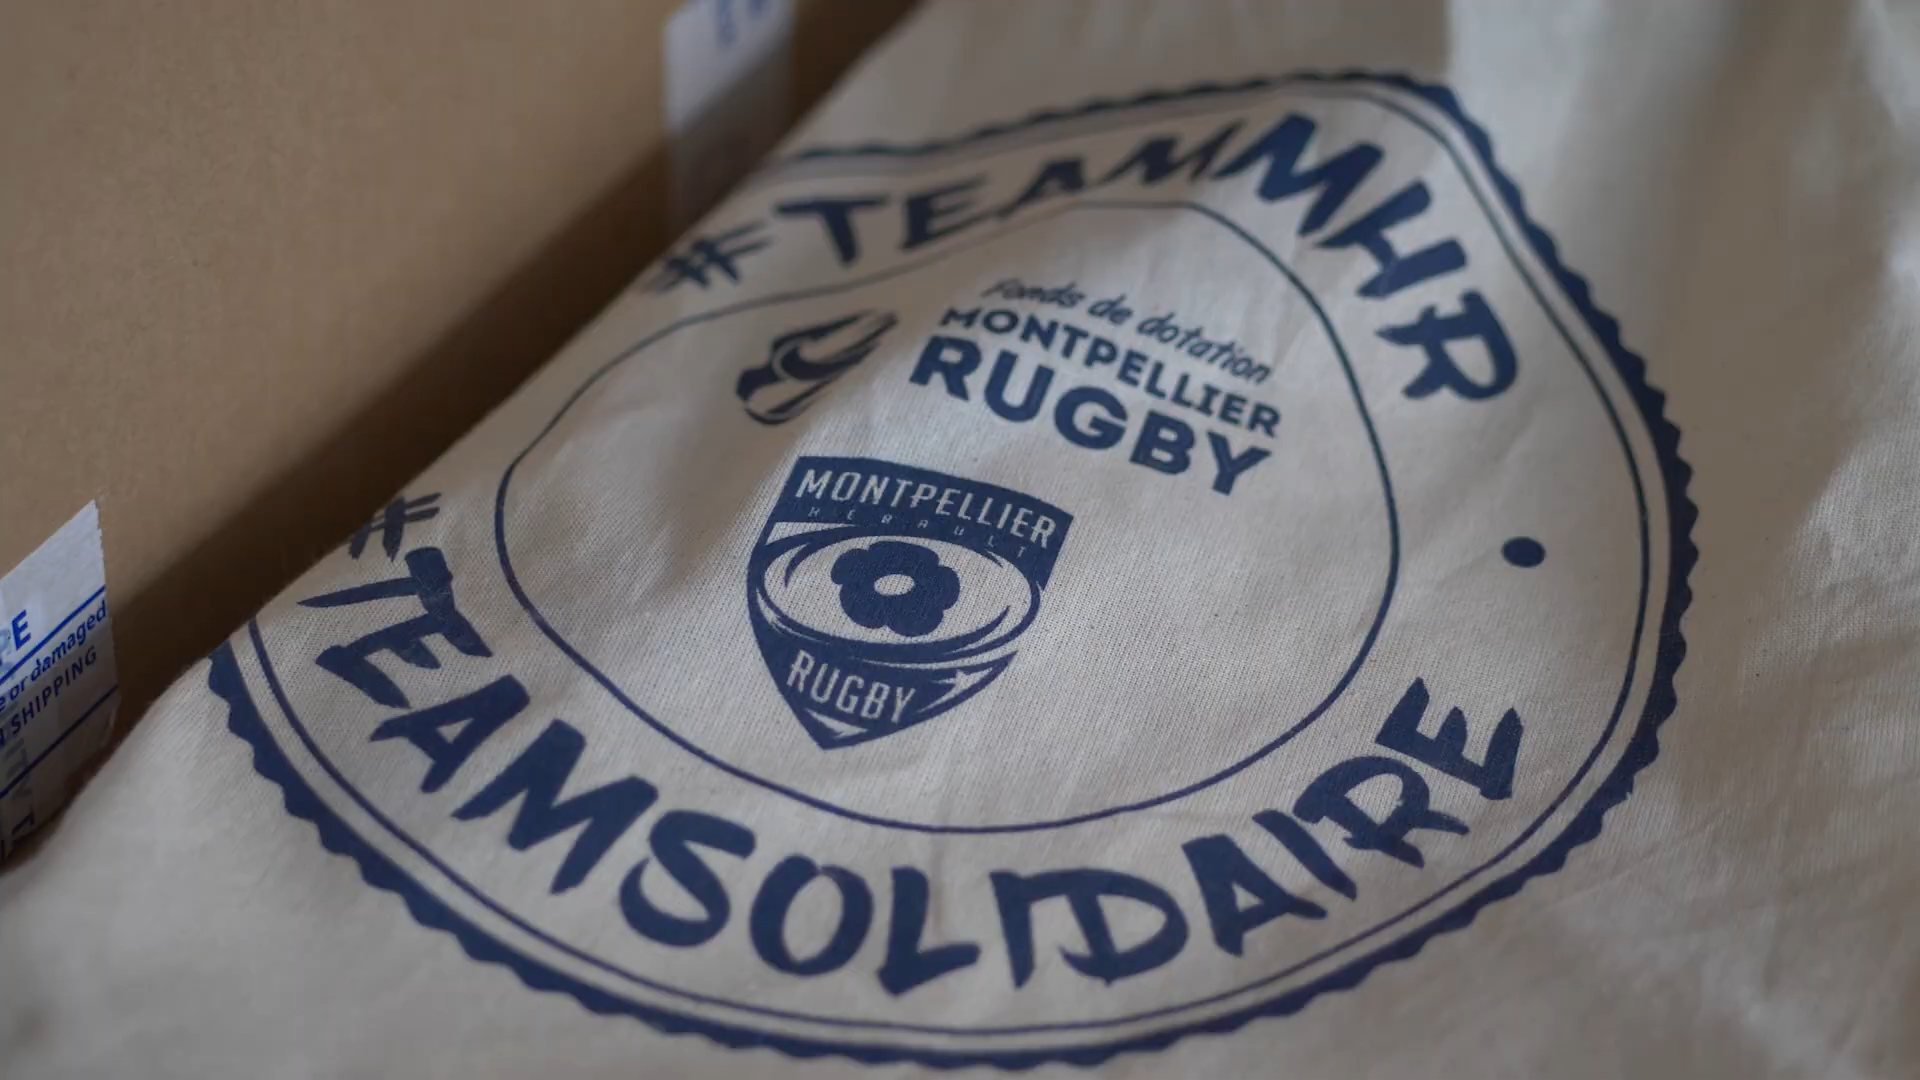 #TEAMMHR
Fonds de dotation
MONTPELLIER
RUGBY
MONTPELLIER
HERAULT
RUGBY
#TEAMSOLIDAIRE
e or damaged
SHIPPING